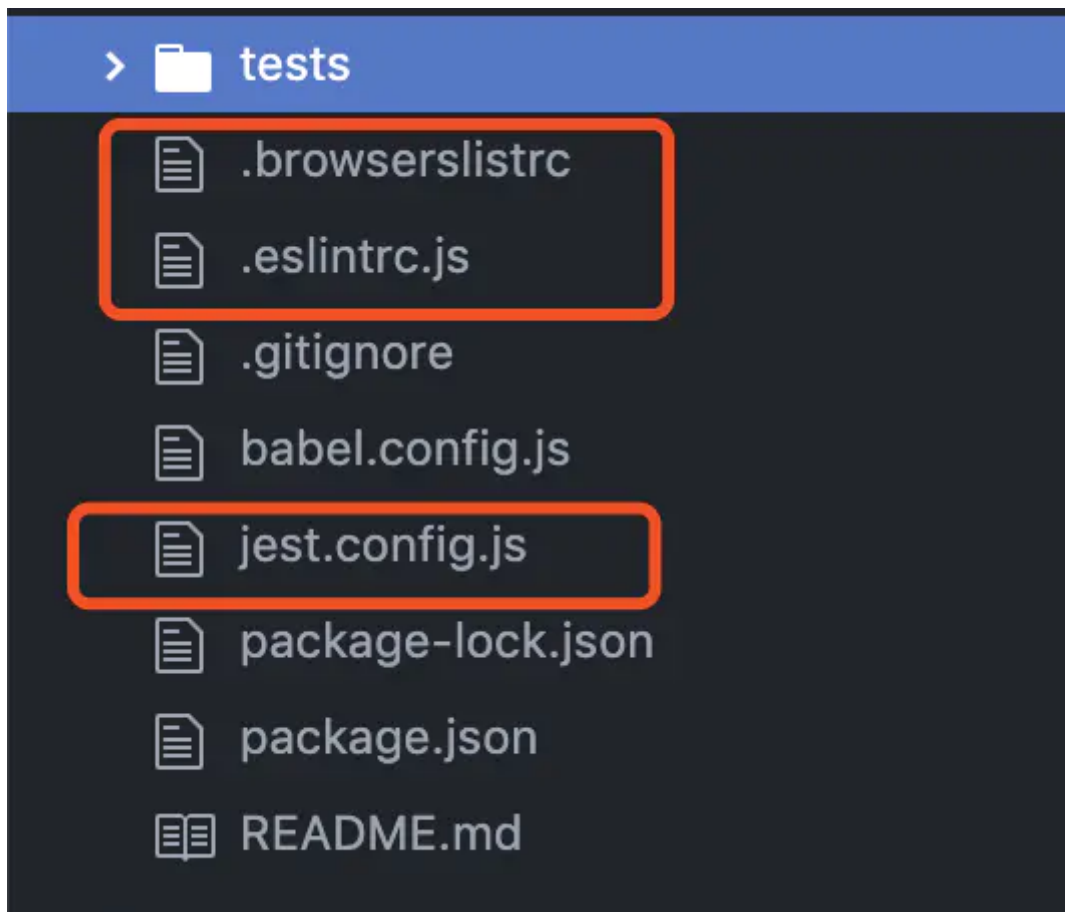 tests
.browserslistrc
.eslintrc.js
.gitignore
babel.config.js
jest.config.js
package-lock.json
package.json
README.md